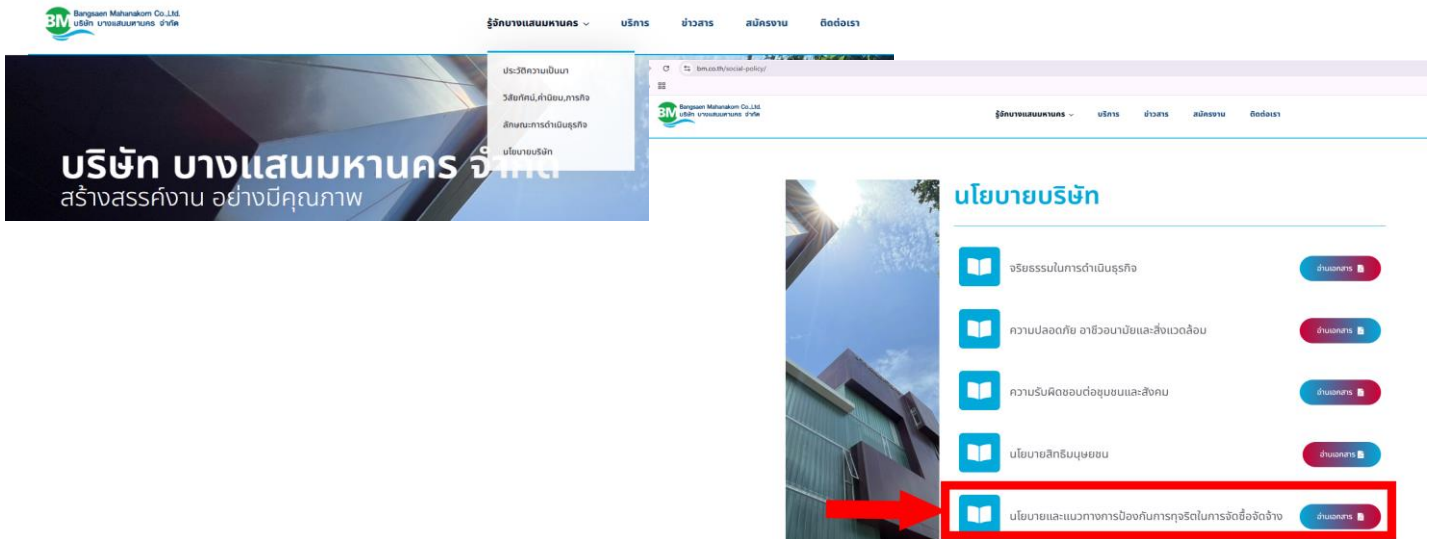 BM
Bangsaen Mahanakorn Co.,Ltd.
บริษัท บางแสนมหานคร จำกัด
รู้จักบางแสนมหานคร บริการ ข่าวสาร สมัครงาน ติดต่อเรา
ประวัติความเป็นมา
วิสัยทัศน์,ค่านิยม,ภารกิจ
ลักษณะการดำเนินธุรกิจ
นโยบายบริษัท
บริษัท บางแสนมหานคร จำกัด
สร้างสรรค์งาน อย่างมีคุณภาพ
bm.co.th/social-policy/
BM
Bangsaen Mahanakorn Co.,Ltd.
บริษัท บางแสนมหานคร จำกัด
รู้จักบางแสนมหานคร บริการ ข่าวสาร สมัครงาน ติดต่อเรา
นโยบายบริษัท
จริยธรรมในการดำเนินธุรกิจ อ่านเอกสาร
ความปลอดภัย อาชีวอนามัยและสิ่งแวดล้อม อ่านเอกสาร
ความรับผิดชอบต่อชุมชนและสังคม อ่านเอกสาร
นโยบายสิทธิมนุษยชน อ่านเอกสาร
นโยบายและแนวทางการป้องกันการทุจริตในการจัดซื้อจัดจ้าง อ่านเอกสาร